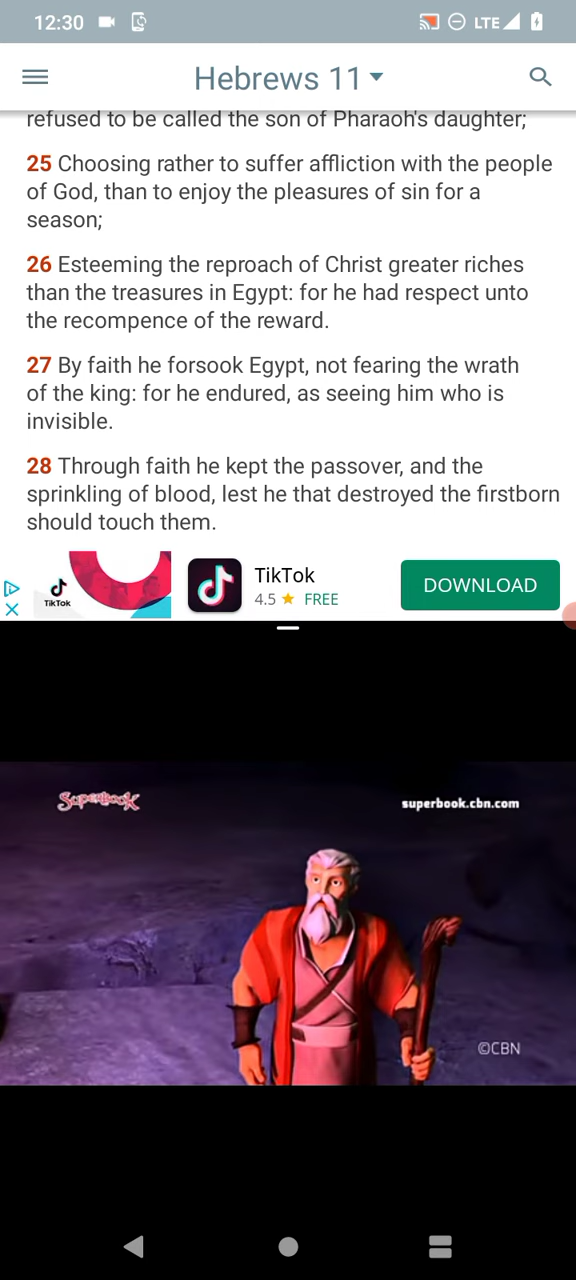 12:30
LTE
Hebrews 11
refused to be called the son of Pharaoh's daughter;
25 Choosing rather to suffer affliction with the people
of God, than to enjoy the pleasures of sin for a
season;
26 Esteeming the reproach of Christ greater riches
than the treasures in Egypt: for he had respect unto
the recompence of the reward.
27 By faith he forsook Egypt, not fearing the wrath
of the king: for he endured, as seeing him who is
invisible.
28 Through faith he kept the passover, and the
sprinkling of blood, lest he that destroyed the firstborn
should touch them.
TikTok
TikTok
4.5 ★ FREE
DOWNLOAD
SUPERBOOK
superbook.cbn.com
©CBN